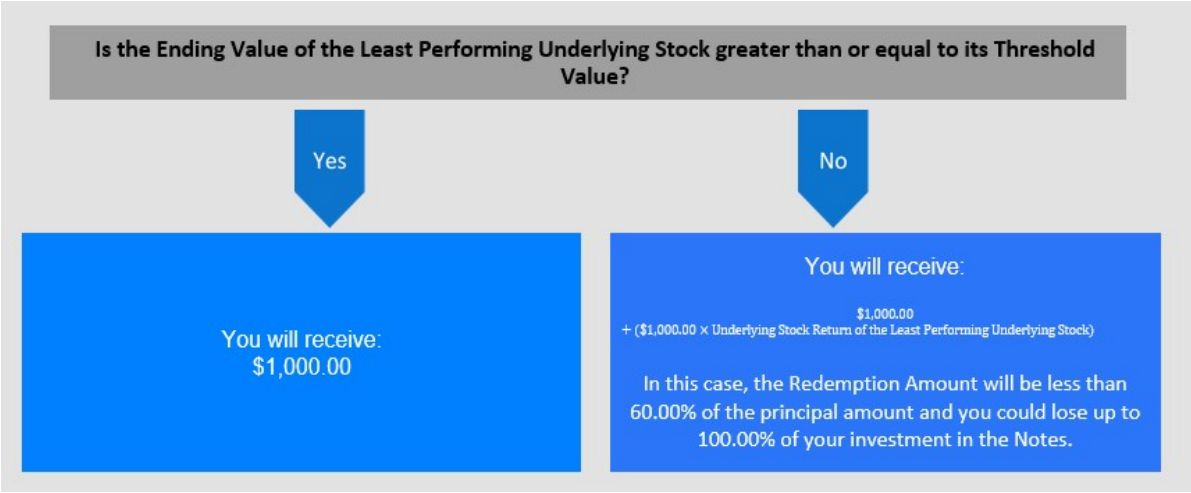 Is the Ending Value of the Least Performing Underlying Stock greater than or equal to its Threshold
Value?
Yes
No
You will receive:
$1,000.00
You will receive:
$1,000.00
+ ($1,000.00 × Underlying Stock Return of the Least Performing Underlying Stock)
In this case, the Redemption Amount will be less than
60.00% of the principal amount and you could lose up to
100.00% of your investment in the Notes.